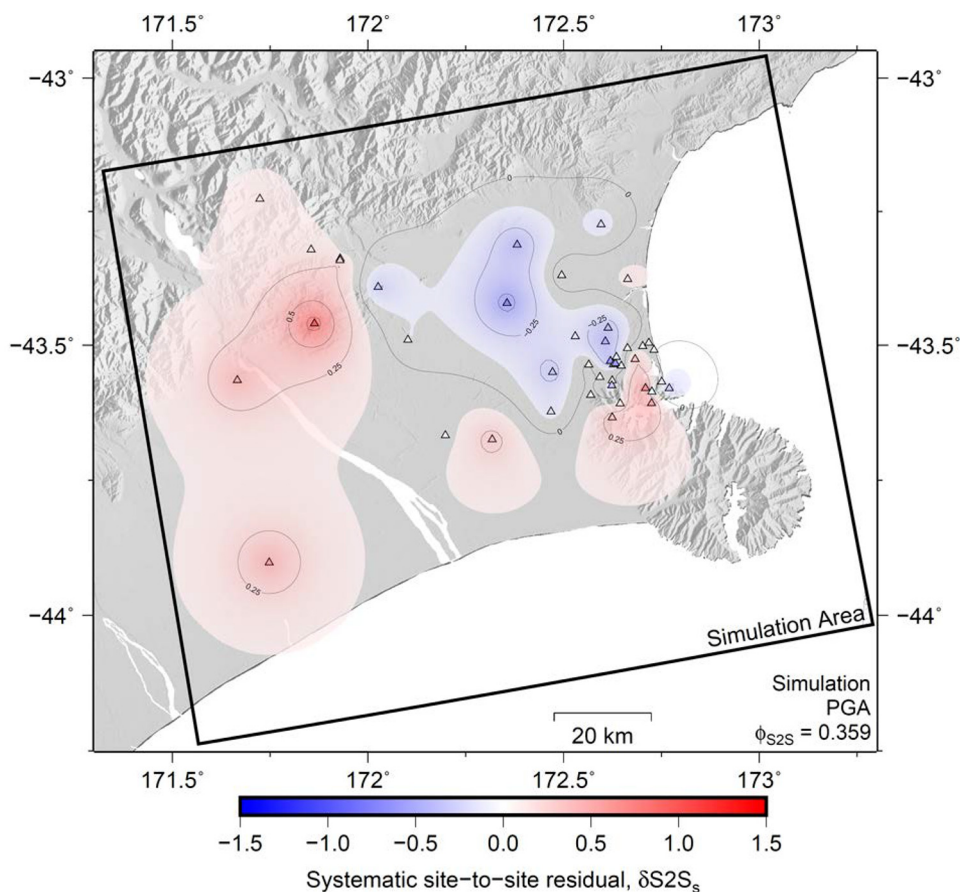 171.5° 172° 172.5° 173°
−43° −43°
0
0
0.5
0.25
−0.25
−0.25
−43.5° −43.5°
0
0
0.25
0.25
−44° −44°
Simulation Area
Simulation
PGA
20 km
ϕS2S = 0.359
171.5° 172° 172.5° 173°
−1.5 −1.0 −0.5 0.0 0.5 1.0 1.5
Systematic site−to−site residual, δS2Ss